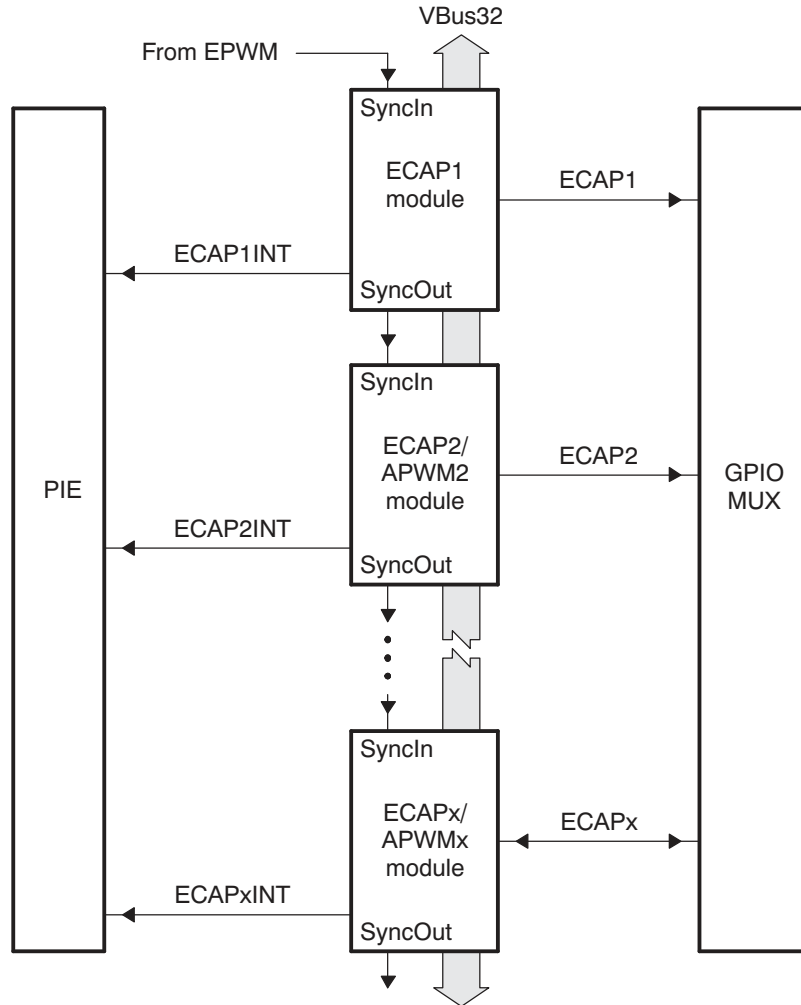 VBus32
From EPWM
SyncIn
ECAP1
module
ECAP1
ECAP1INT
SyncOut
SyncIn
ECAP2/
APWM2
module
ECAP2
PIE
GPIO
MUX
ECAP2INT
SyncOut
SyncIn
ECAPx/
APWMx
module
ECAPx
ECAPxINT
SyncOut